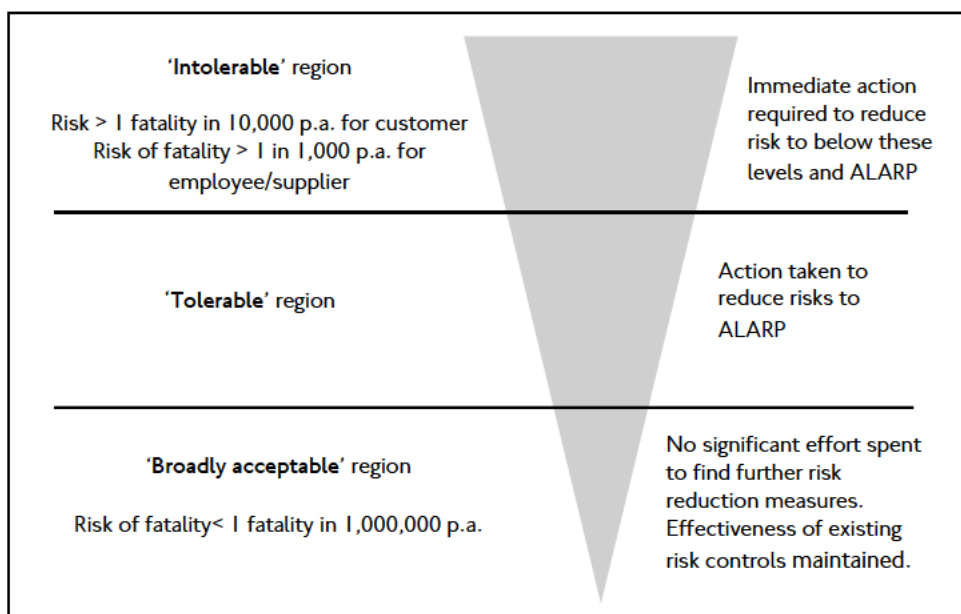 ‘Intolerable’ region
Risk > 1 fatality in 10,000 p.a. for customer
Risk of fatality > 1 in 1,000 p.a. for
employee/supplier
Immediate action
required to reduce
risk to below these
levels and ALARP
‘Tolerable’ region
Action taken to
reduce risks to
ALARP
‘Broadly acceptable’ region
Risk of fatality< 1 fatality in 1,000,000 p.a.
No significant effort spent
to find further risk
reduction measures.
Effectiveness of existing
risk controls maintained.